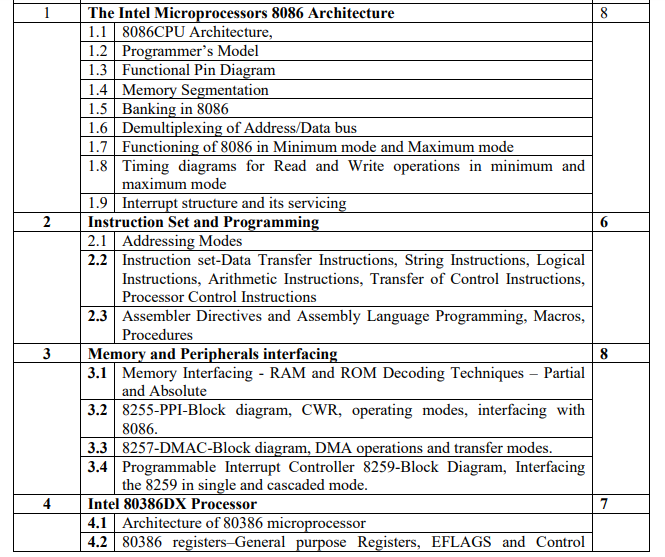 1 The Intel Microprocessors 8086 Architecture 8
1.1 8086CPU Architecture,
1.2 Programmer's Model
1.3 Functional Pin Diagram
1.4 Memory Segmentation
1.5 Banking in 8086
1.6 Demultiplexing of Address/Data bus
1.7 Functioning of 8086 in Minimum mode and Maximum mode
1.8 Timing diagrams for Read and Write operations in minimum and
maximum mode
1.9 Interrupt structure and its servicing
2 Instruction Set and Programming 6
2.1 Addressing Modes
2.2 Instruction set-Data Transfer Instructions, String Instructions, Logical
Instructions, Arithmetic Instructions, Transfer of Control Instructions,
Processor Control Instructions
2.3 Assembler Directives and Assembly Language Programming, Macros,
Procedures
3 Memory and Peripherals interfacing 8
3.1 Memory Interfacing - RAM and ROM Decoding Techniques – Partial
and Absolute
3.2 8255-PPI-Block diagram, CWR, operating modes, interfacing with
8086.
3.3 8257-DMAC-Block diagram, DMA operations and transfer modes.
3.4 Programmable Interrupt Controller 8259-Block Diagram, Interfacing
the 8259 in single and cascaded mode.
4 Intel 80386DX Processor 7
4.1 Architecture of 80386 microprocessor
4.2 80386 registers–General purpose Registers, EFLAGS and Control